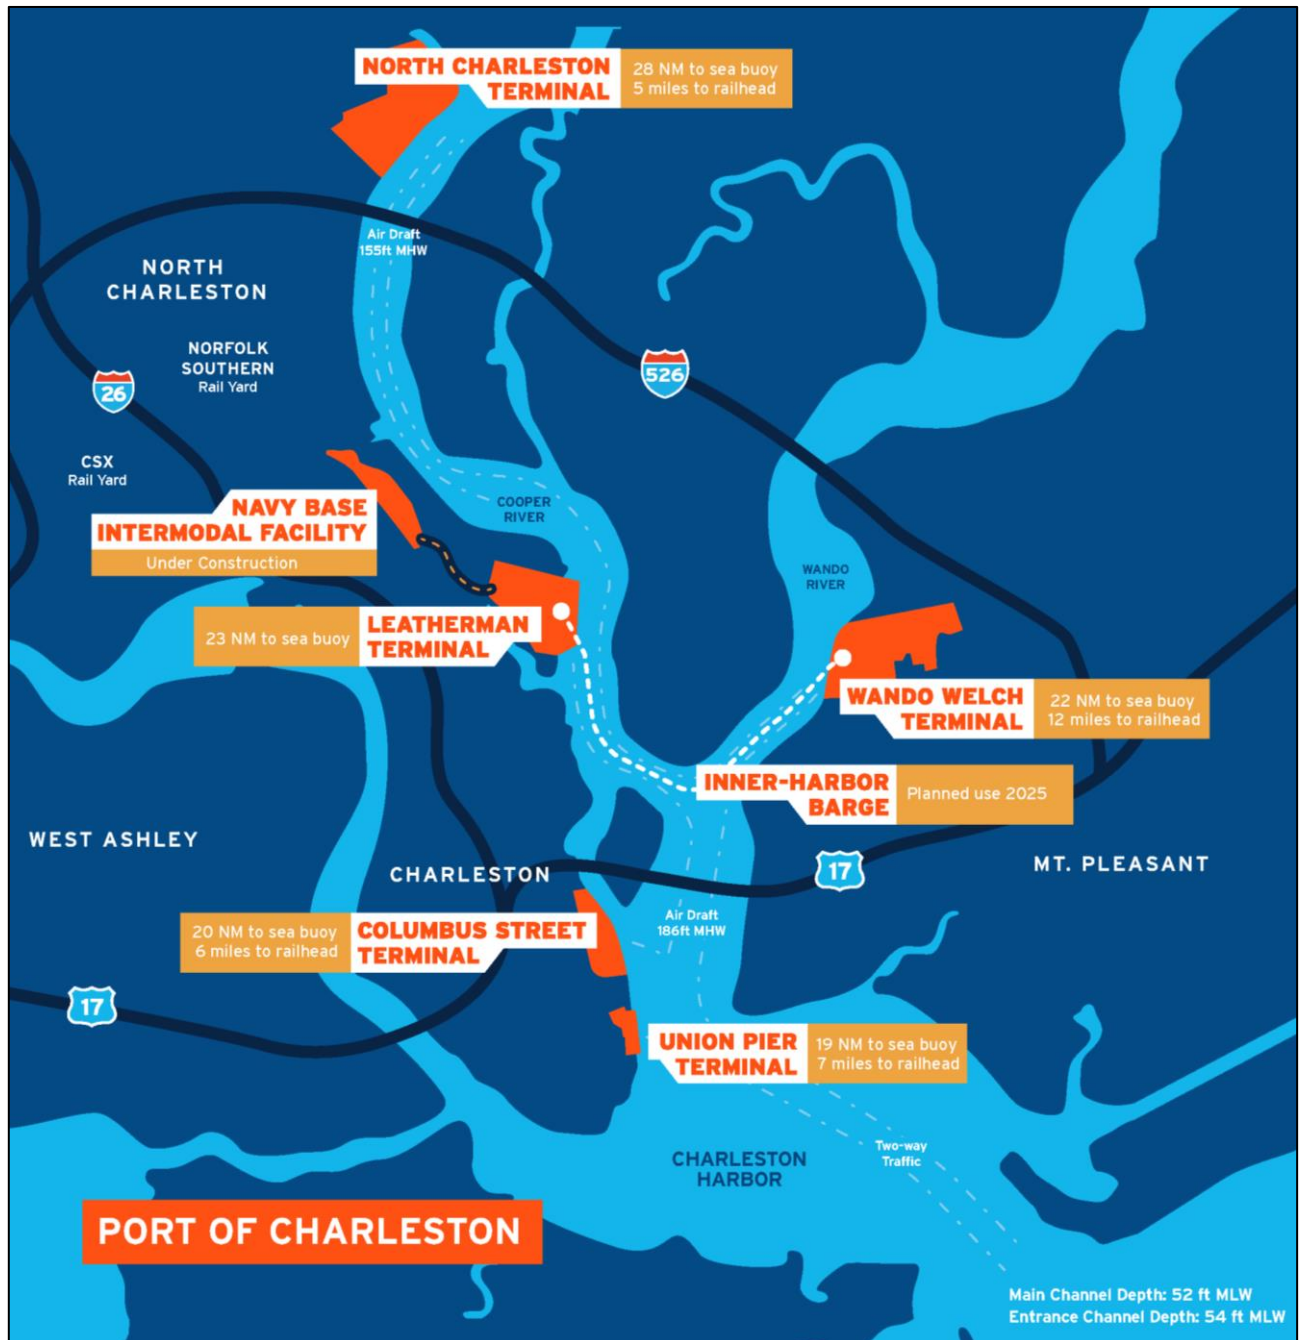 NORTH CHARLESTON
TERMINAL
28 NM to sea buoy
5 miles to railhead
Air Draft
155ft MHW
NORTH
CHARLESTON
NORFOLK
SOUTHERN
Rail Yard
526
26
CSX
Rail Yard
NAVY BASE
INTERMODAL FACILITY
Under Construction
COOPER
RIVER
WANDO
RIVER
23 NM to sea buoy
LEATHERMAN
TERMINAL
WANDO WELCH
TERMINAL
22 NM to sea buoy
12 miles to railhead
INNER-HARBOR
BARGE
Planned use 2025
WEST ASHLEY
CHARLESTON
17
MT. PLEASANT
20 NM to sea buoy
6 miles to railhead
COLUMBUS STREET
TERMINAL
Air Draft
186ft MHW
17
UNION PIER
TERMINAL
19 NM to sea buoy
7 miles to railhead
CHARLESTON
HARBOR
Two-way
Traffic
PORT OF CHARLESTON
Main Channel Depth: 52 ft MLW
Entrance Channel Depth: 54 ft MLW